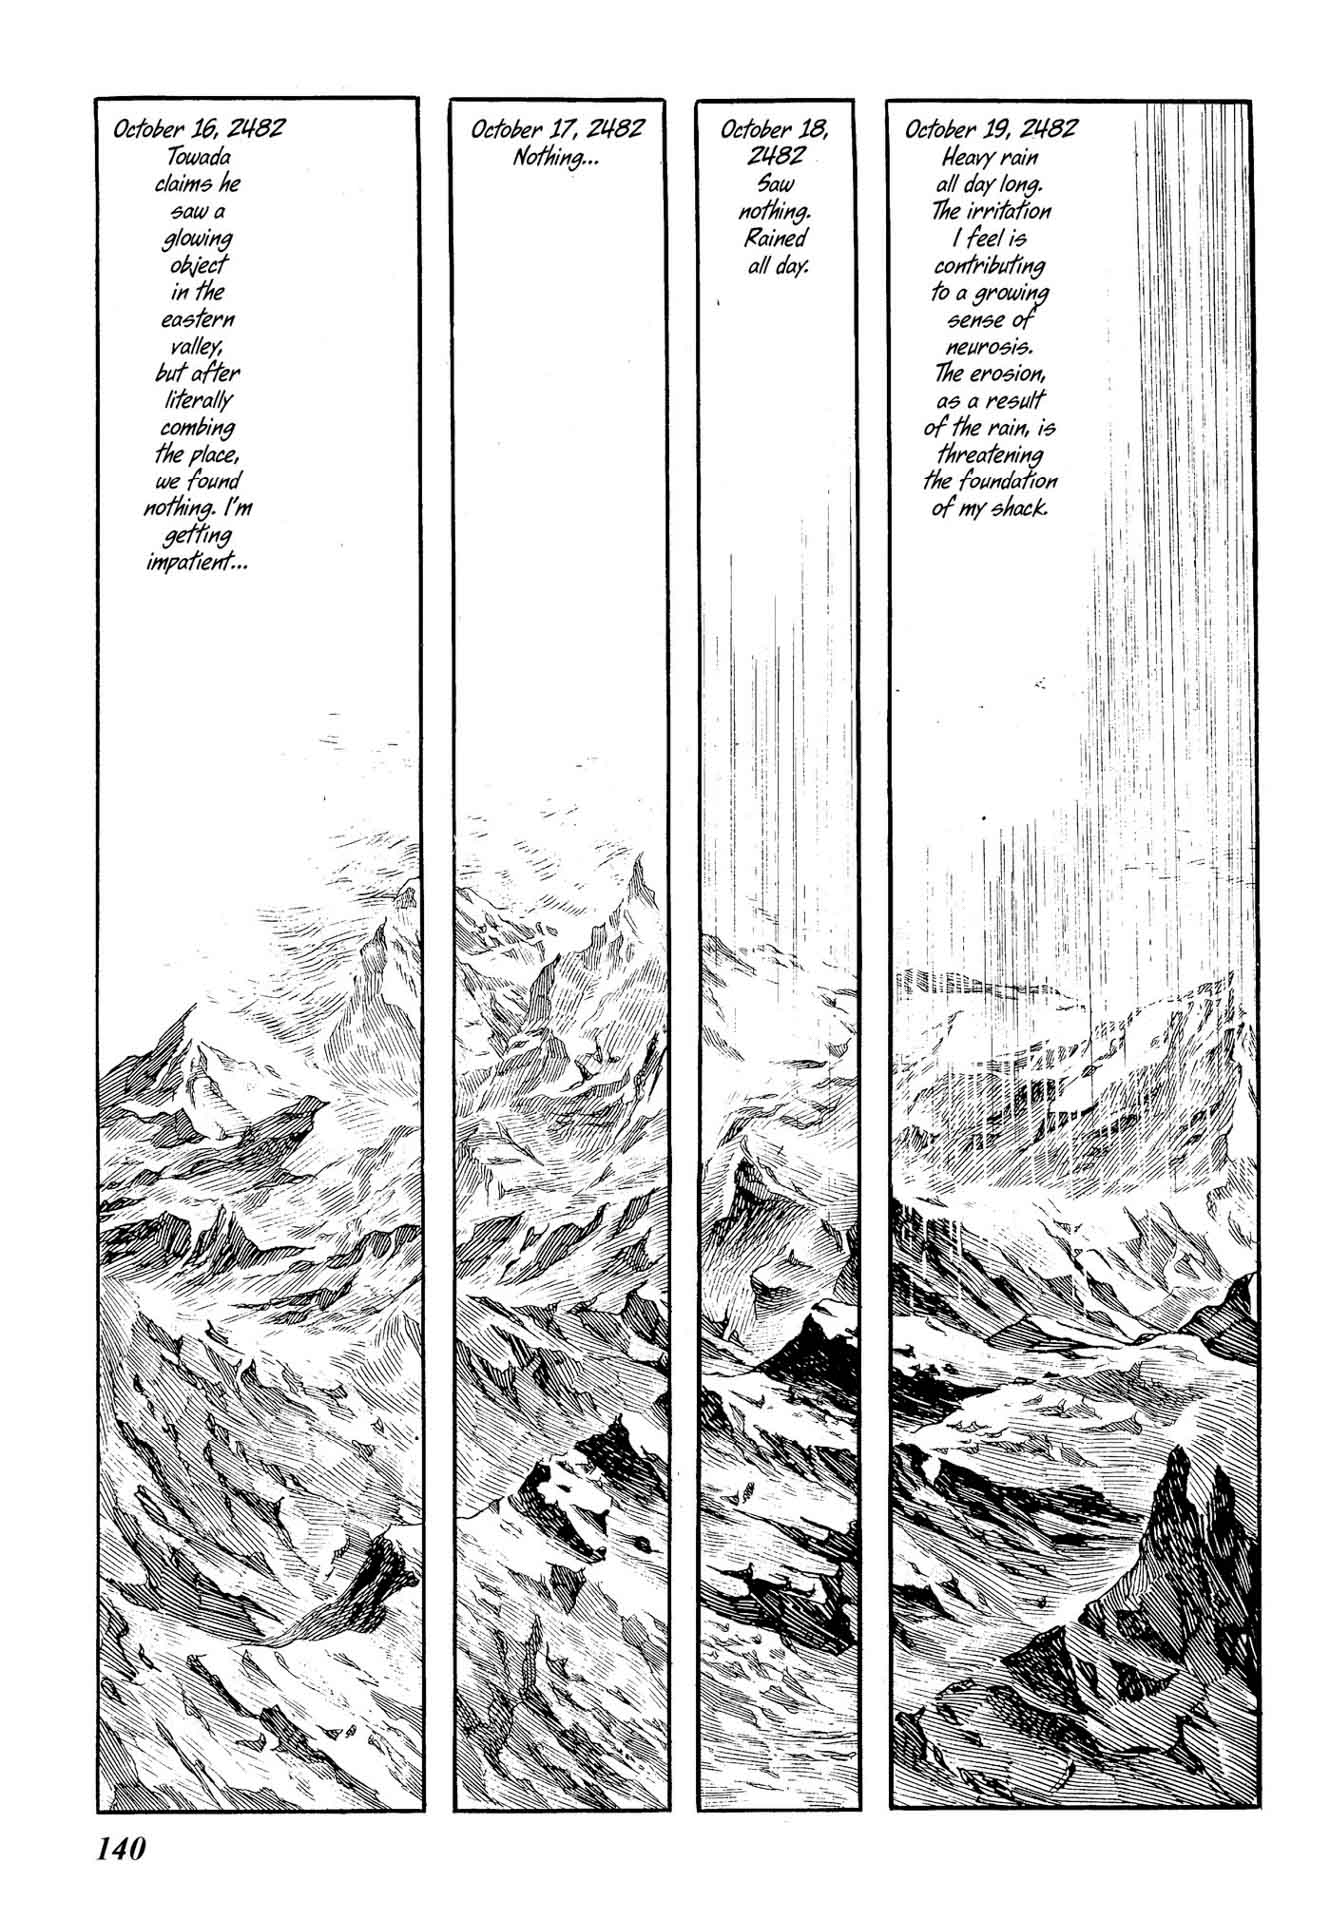 October 16, 2482
Towada
claims he
saw a
glowing
object
in the
eastern
valley,
but after
literally
combing
the place,
we found
nothing. I'm
getting
impatient...
October 17, 2482
Nothing...
October 18,
2482
Saw
nothing.
Rained
all day.
October 19, 2482
Heavy rain
all day long.
The irritation
I feel is
contributing
to a growing
sense of
neurosis.
The erosion,
as a result
of the rain, is
threatening
the foundation
of my shack.
140